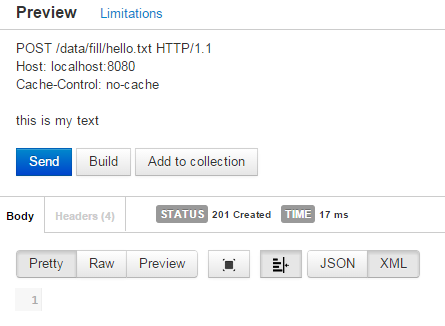 Preview Limitations
POST /data/fill/hello.txt HTTP/1.1
Host: localhost:8080
Cache-Control: no-cache
this is my text
Send Build Add to collection
Body Headers (4) STATUS 201 Created TIME 17 ms
Pretty Raw Preview JSON XML
1